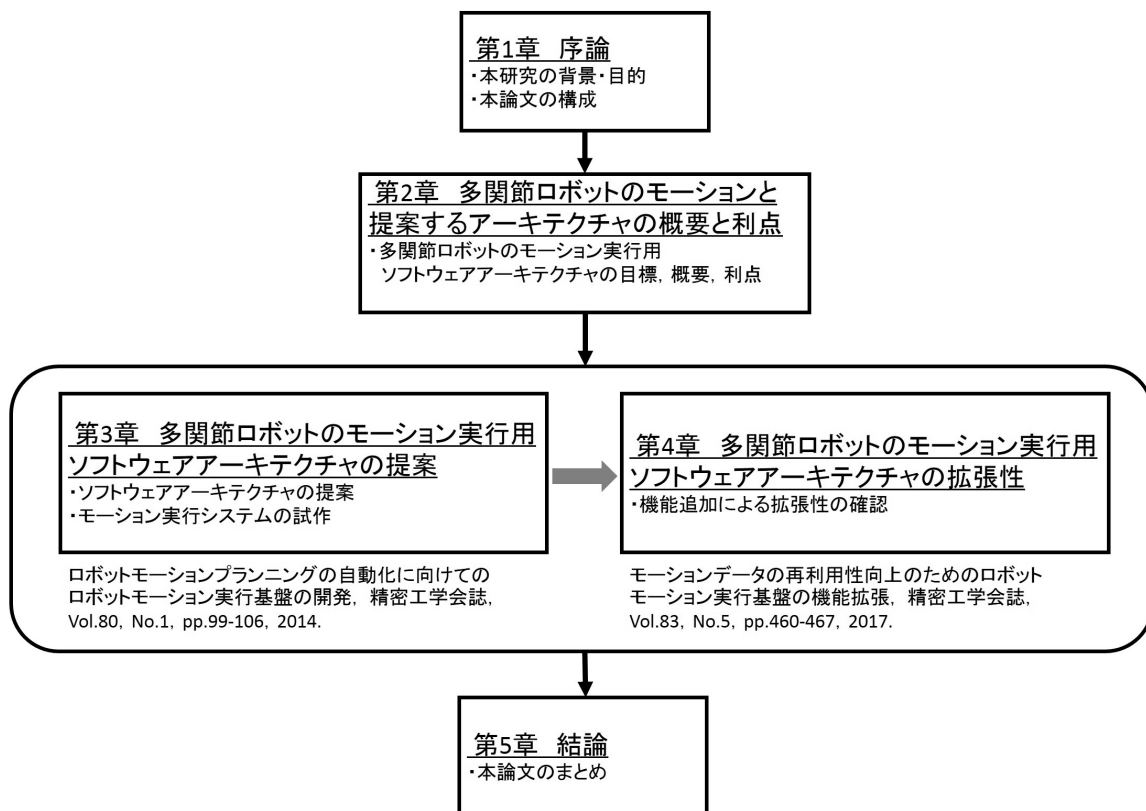 第1章 序論
・本研究の背景・目的
・本論文の構成
第2章 多関節ロボットのモーションと
提案するアーキテクチャの概要と利点
・多関節ロボットのモーション実行用
ソフトウェアアーキテクチャの目標, 概要, 利点
第3章 多関節ロボットのモーション実行用
ソフトウェアアーキテクチャの提案
・ソフトウェアアーキテクチャの提案
・モーション実行システムの試作
ロボットモーションプランニングの自動化に向けての
ロボットモーション実行基盤の開発, 精密工学会誌,
Vol.80, No.1, pp.99-106, 2014.
第4章 多関節ロボットのモーション実行用
ソフトウェアアーキテクチャの拡張性
・機能追加による拡張性の確認
モーションデータの再利用性向上のためのロボット
モーション実行基盤の機能拡張, 精密工学会誌,
Vol.83, No.5, pp.460-467, 2017.
第5章 結論
・本論文のまとめ